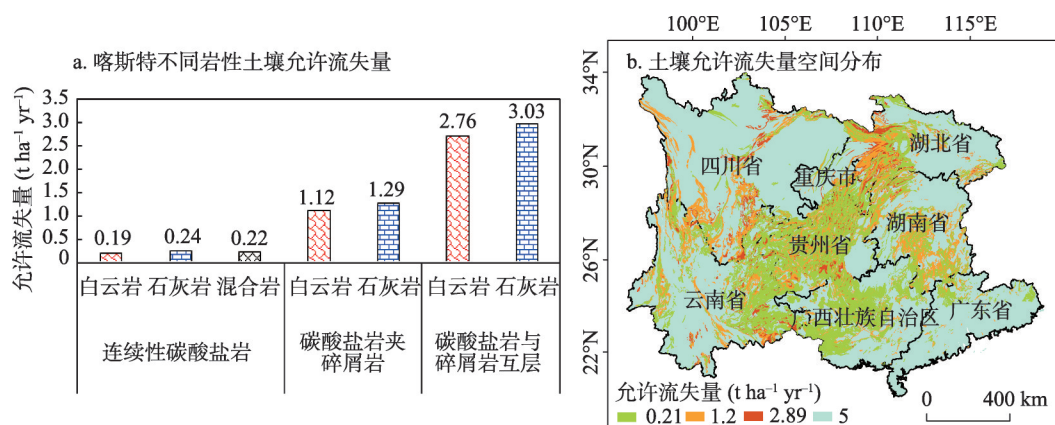 a. 喀斯特不同岩性土壤允许流失量
允许流失量 (t ha⁻¹ yr⁻¹)
3.5
3.0
2.5
2.0
1.5
1.0
0.5
0
0.19
0.24
0.22
1.12
1.29
2.76
3.03
白云岩 石灰岩 混合岩 白云岩 石灰岩 白云岩 石灰岩
连续性碳酸盐岩
碳酸盐岩夹
碎屑岩
碳酸盐岩与
碎屑岩互层
100°E 105°E 110°E 115°E
34°N
30°N
26°N
22°N
b. 土壤允许流失量空间分布
四川省
重庆市
湖北省
贵州省
湖南省
云南省
广西壮族自治区
广东省
允许流失量 (t ha⁻¹ yr⁻¹)
0.21 1.2 2.89 5
0 400 km